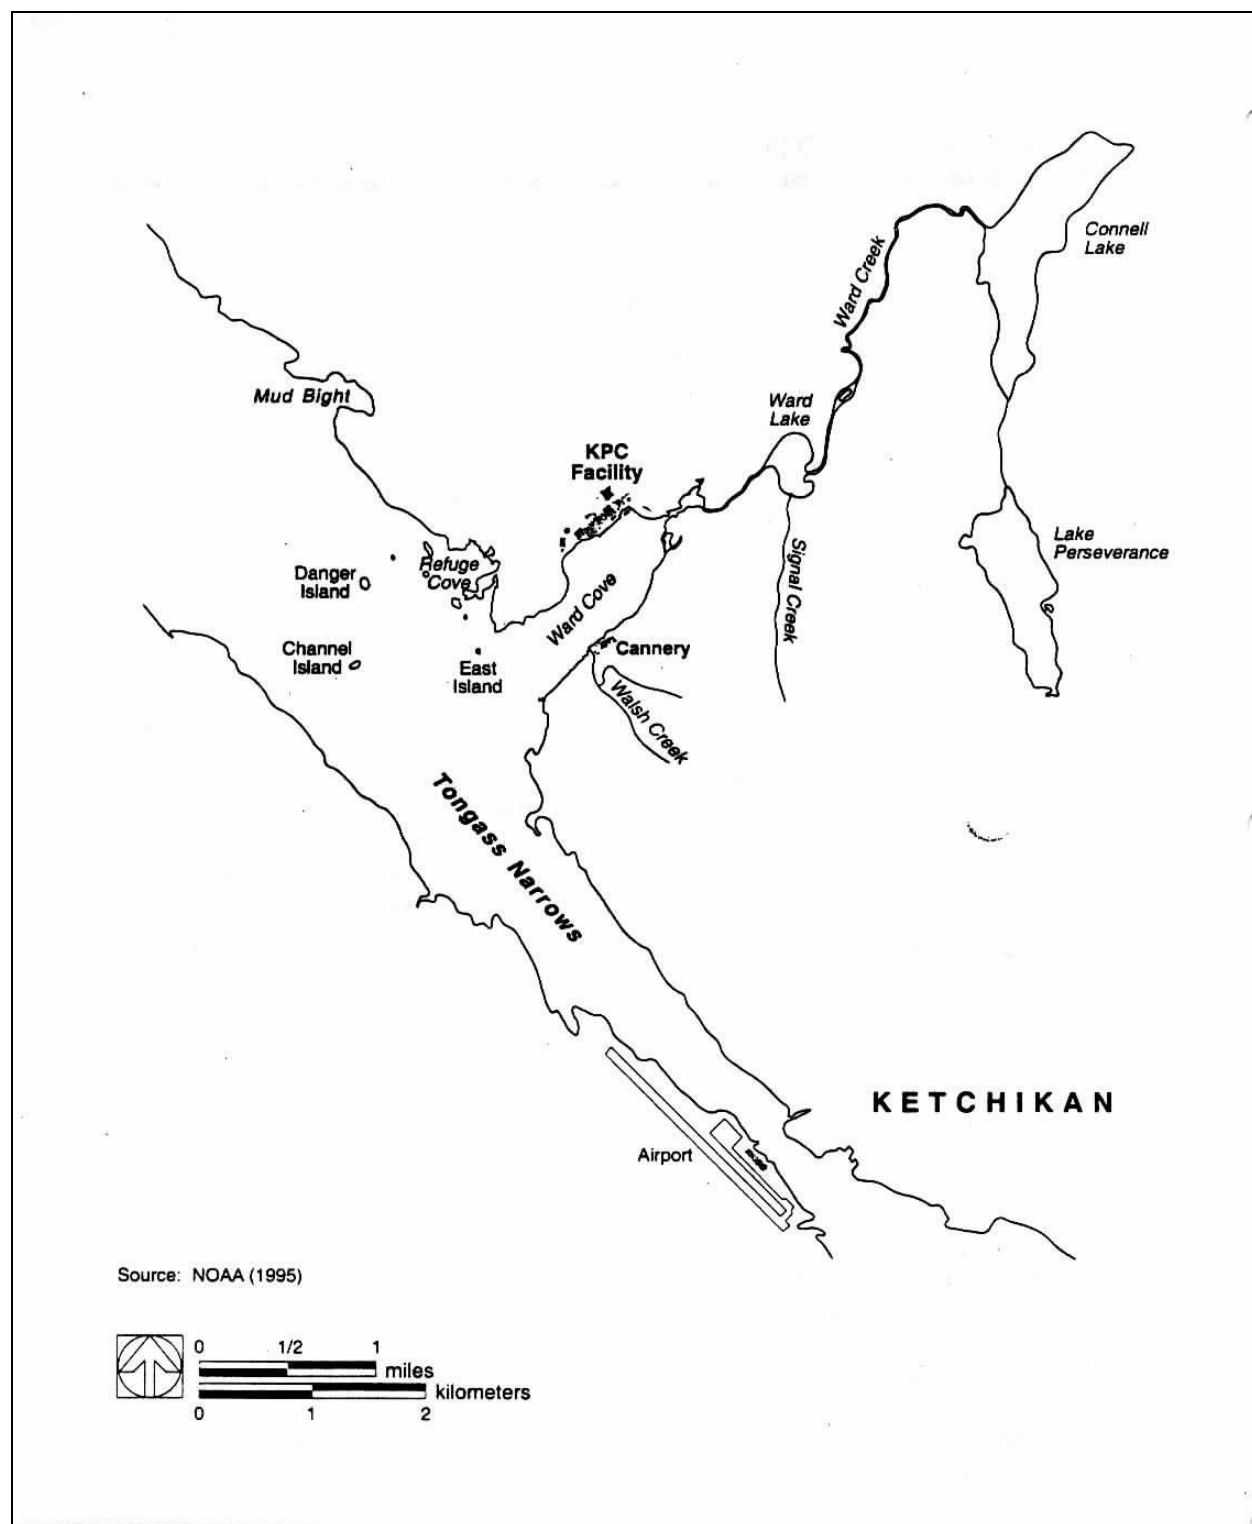 Connell
Lake
Ward Creek
Mud Bight
Ward
Lake
KPC
Facility
Refuge
Cove
Danger
Island
Ward Cove
Signal Creek
Lake
Perseverance
Channel
Island
East
Island
Cannery
Walsh Creek
Tongass Narrows
KETCHIKAN
Airport
Source: NOAA (1995)
0 1/2 1
miles
kilometers
0 1 2